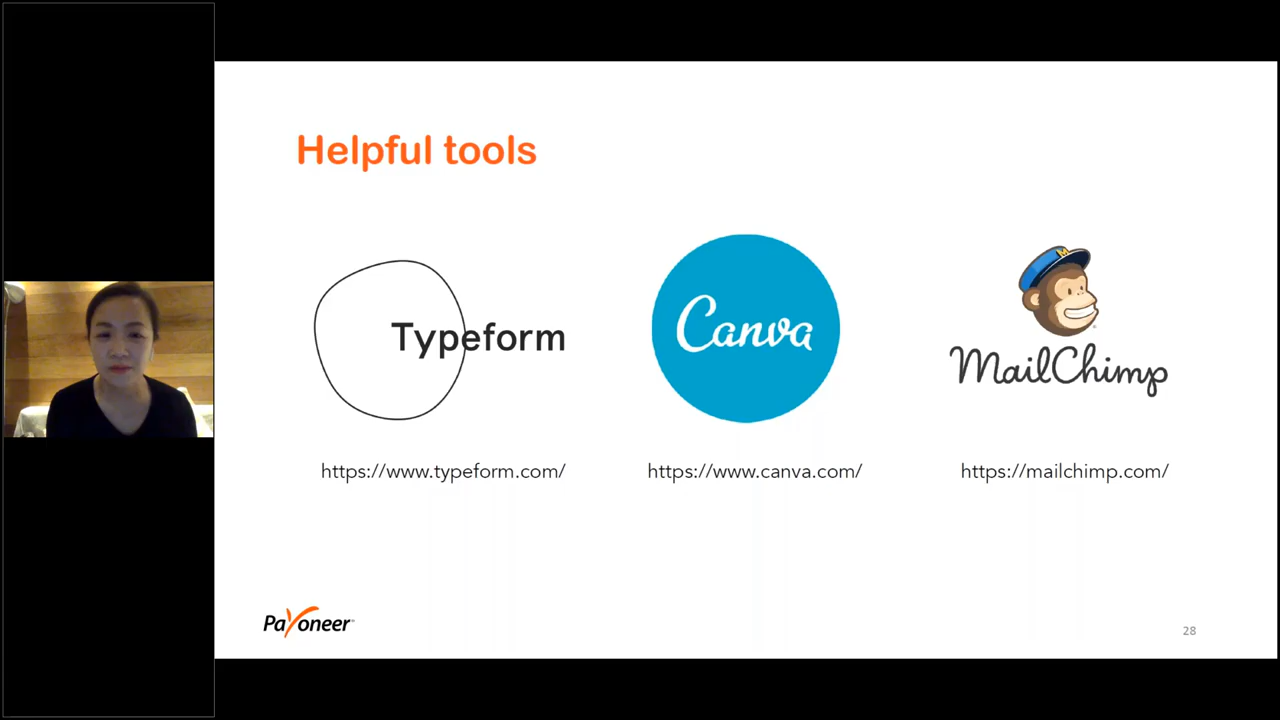 Helpful tools
Typeform
Canva
MailChimp
https://www.typeform.com/
https://www.canva.com/
https://mailchimp.com/
Payoneer
28